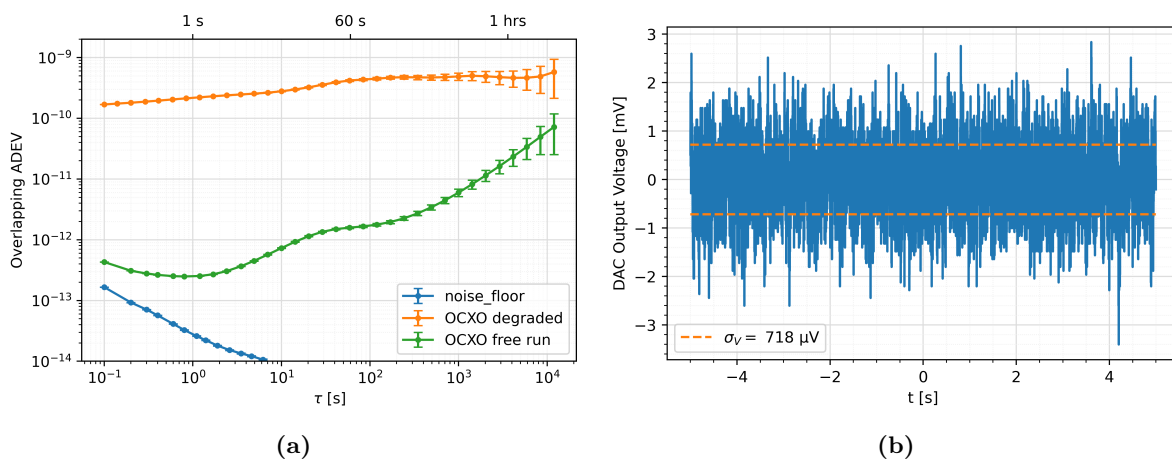 1 s 60 s 1 hrs
Overlapping ADEV
10⁻⁹
10⁻¹⁰
10⁻¹¹
10⁻¹²
10⁻¹³
10⁻¹⁴
noise_floor
OCXO degraded
OCXO free run
10⁻¹ 10⁰ 10¹ 10² 10³ 10⁴
τ [s]
(a)
DAC Output Voltage [mV]
3
2
1
0
−1
−2
−3
σ_V = 718 µV
−4 −2 0 2 4
t [s]
(b)